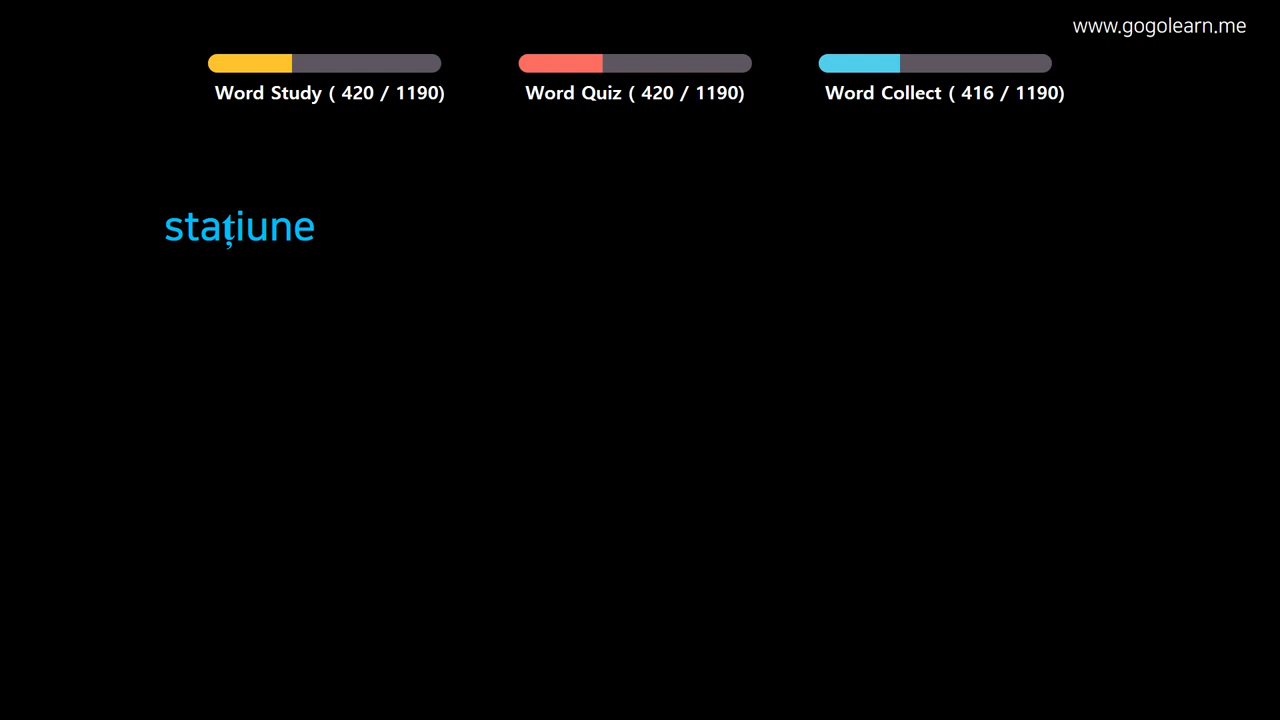 www.gogolearn.me
Word Study ( 420 / 1190)
Word Quiz ( 420 / 1190)
Word Collect ( 416 / 1190)
stațiune